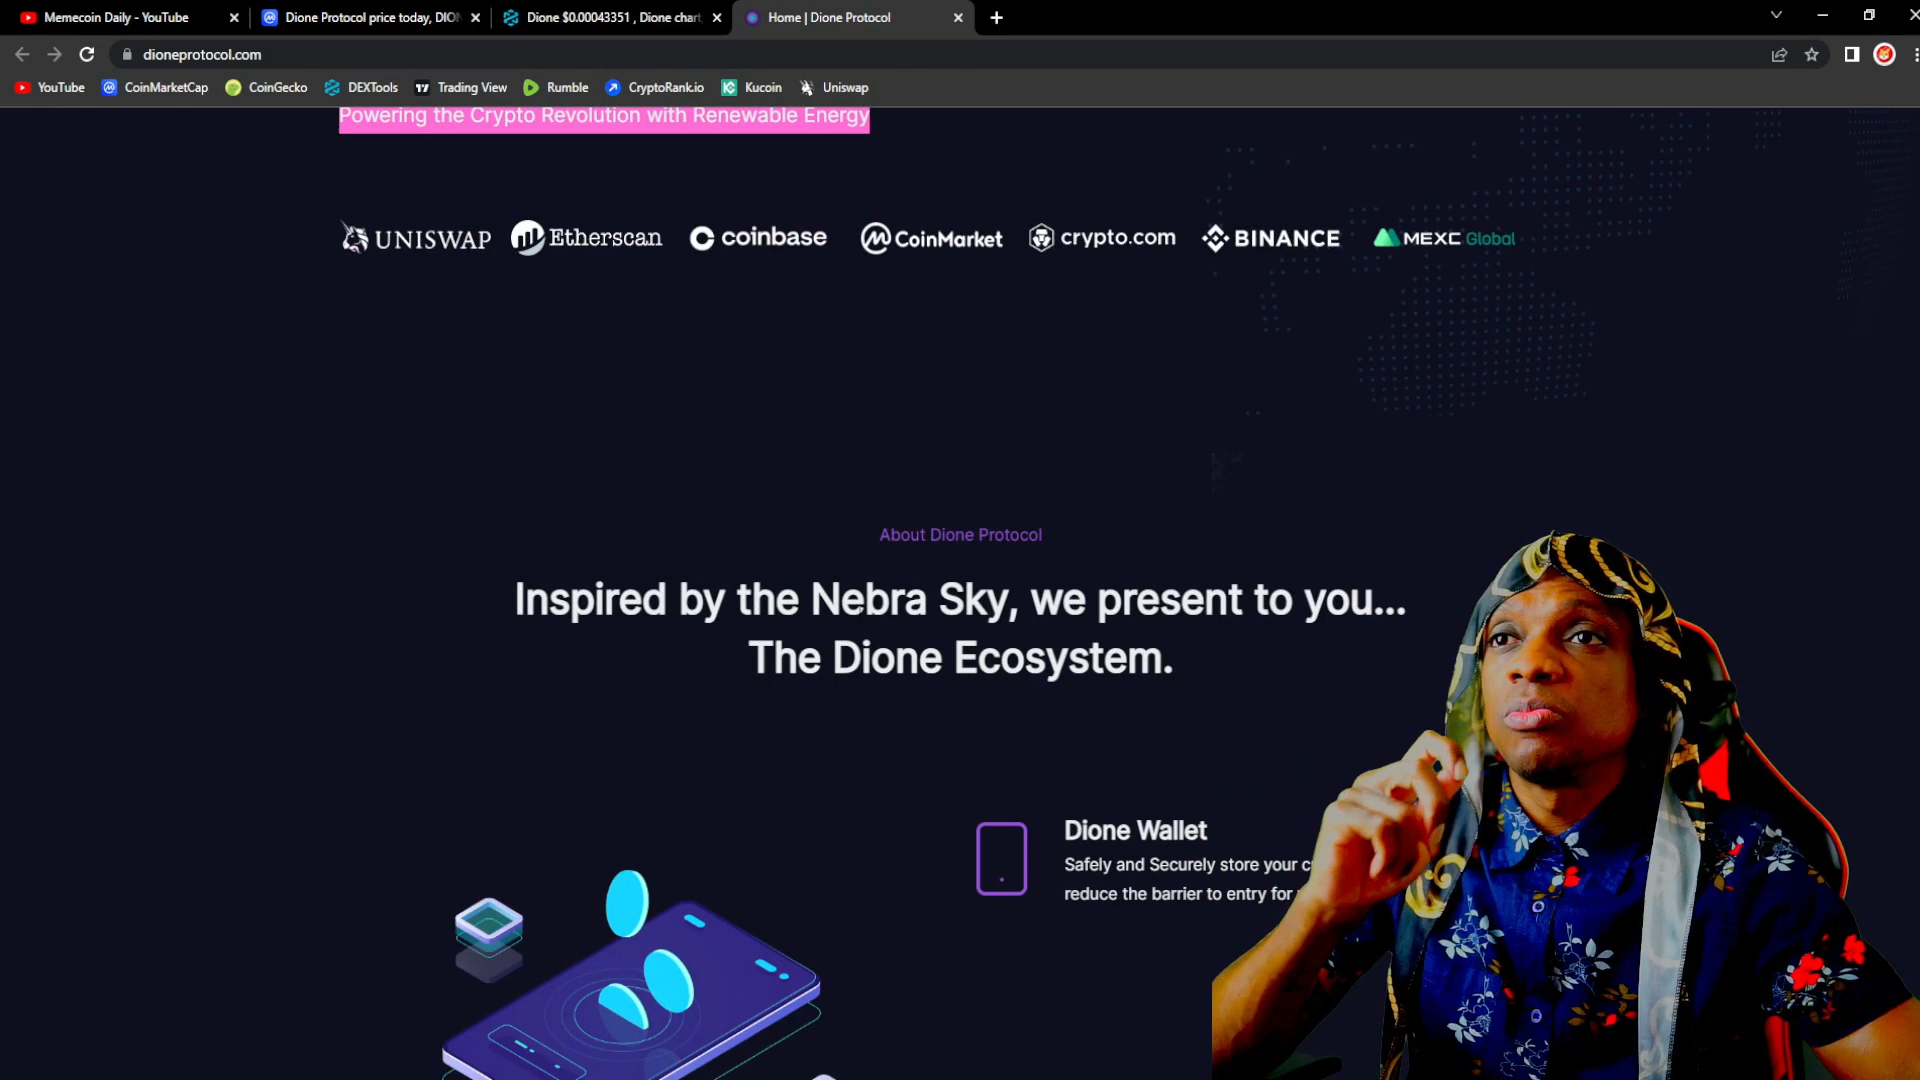 Memecoin Daily - YouTube
Dione Protocol price today, DION
Dione $0.00043351 , Dione chart
Home | Dione Protocol
dioneprotocol.com
YouTube
CoinMarketCap
CoinGecko
DEXTools
Trading View
Rumble
CryptoRank.io
Kucoin
Uniswap
Powering the Crypto Revolution with Renewable Energy
UNISWAP
Etherscan
coinbase
CoinMarket
crypto.com
BINANCE
MEXC Global
About Dione Protocol
Inspired by the Nebra Sky, we present to you...
The Dione Ecosystem.
Dione Wallet
Safely and Securely store your
reduce the barrier to entry for